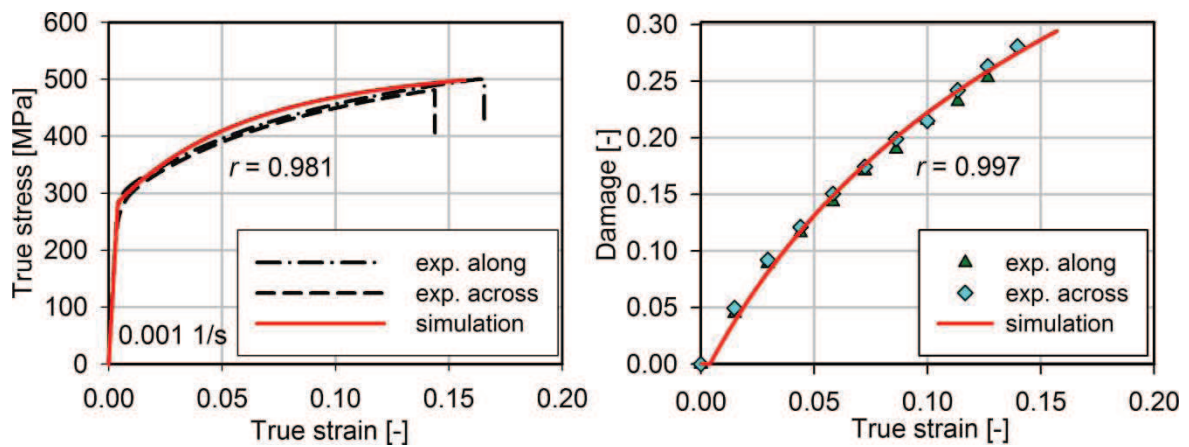 600
500
400
300
200
100
0
True stress [MPa]
r = 0.981
exp. along
exp. across
simulation
0.001 1/s
0.00 0.05 0.10 0.15 0.20
True strain [-]
0.30
0.25
0.20
0.15
0.10
0.05
0.00
Damage [-]
r = 0.997
exp. along
exp. across
simulation
0.00 0.05 0.10 0.15 0.20
True strain [-]